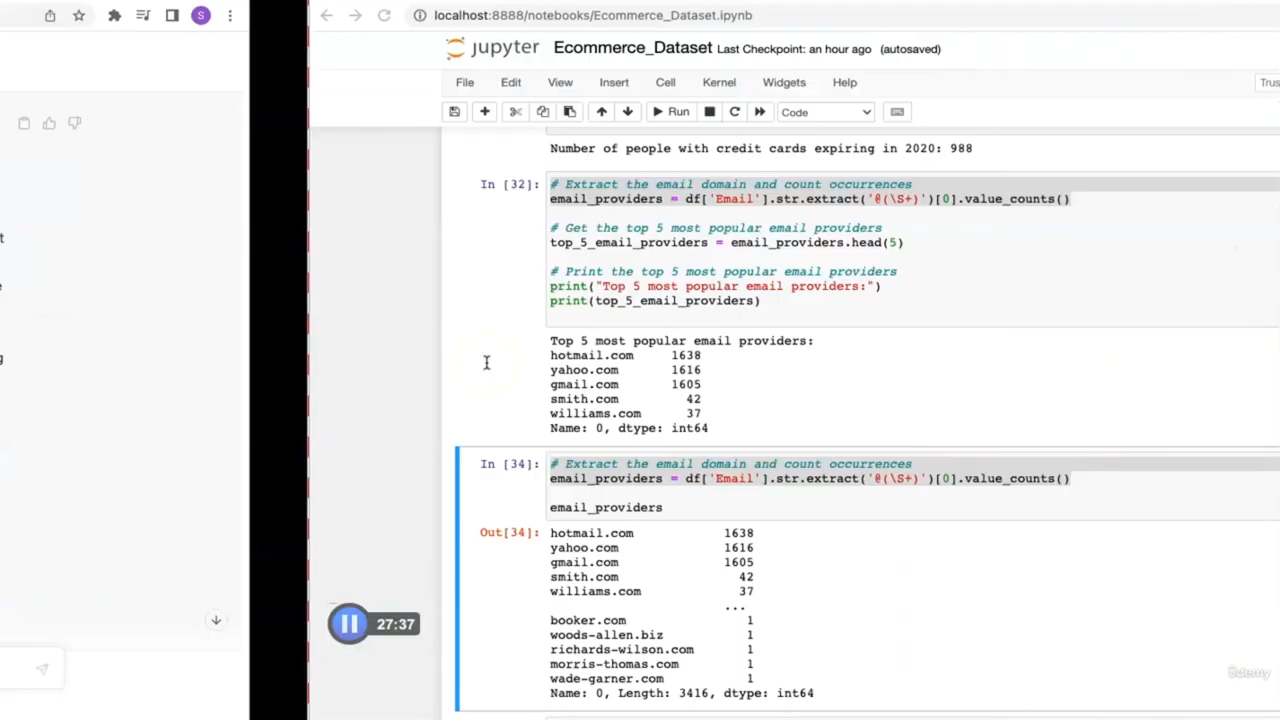 S
localhost:8888/notebooks/Ecommerce_Dataset.ipynb
jupyter Ecommerce_Dataset Last Checkpoint: an hour ago (autosaved)
File Edit View Insert Cell Kernel Widgets Help
Trus
Run Code
Number of people with credit cards expiring in 2020: 988
In [32]: # Extract the email domain and count occurrences
email_providers = df['Email'].str.extract('@(\S+)')[0].value_counts()
# Get the top 5 most popular email providers
top_5_email_providers = email_providers.head(5)
# Print the top 5 most popular email providers
print("Top 5 most popular email providers:")
print(top_5_email_providers)
Top 5 most popular email providers:
hotmail.com 1638
yahoo.com 1616
gmail.com 1605
smith.com 42
williams.com 37
Name: 0, dtype: int64
In [34]: # Extract the email domain and count occurrences
email_providers = df['Email'].str.extract('@(\S+)')[0].value_counts()
email_providers
Out[34]: hotmail.com 1638
yahoo.com 1616
gmail.com 1605
smith.com 42
williams.com 37
...
booker.com 1
woods-allen.biz 1
richards-wilson.com 1
morris-thomas.com 1
wade-garner.com 1
Name: 0, Length: 3416, dtype: int64
27:37
ûdemy